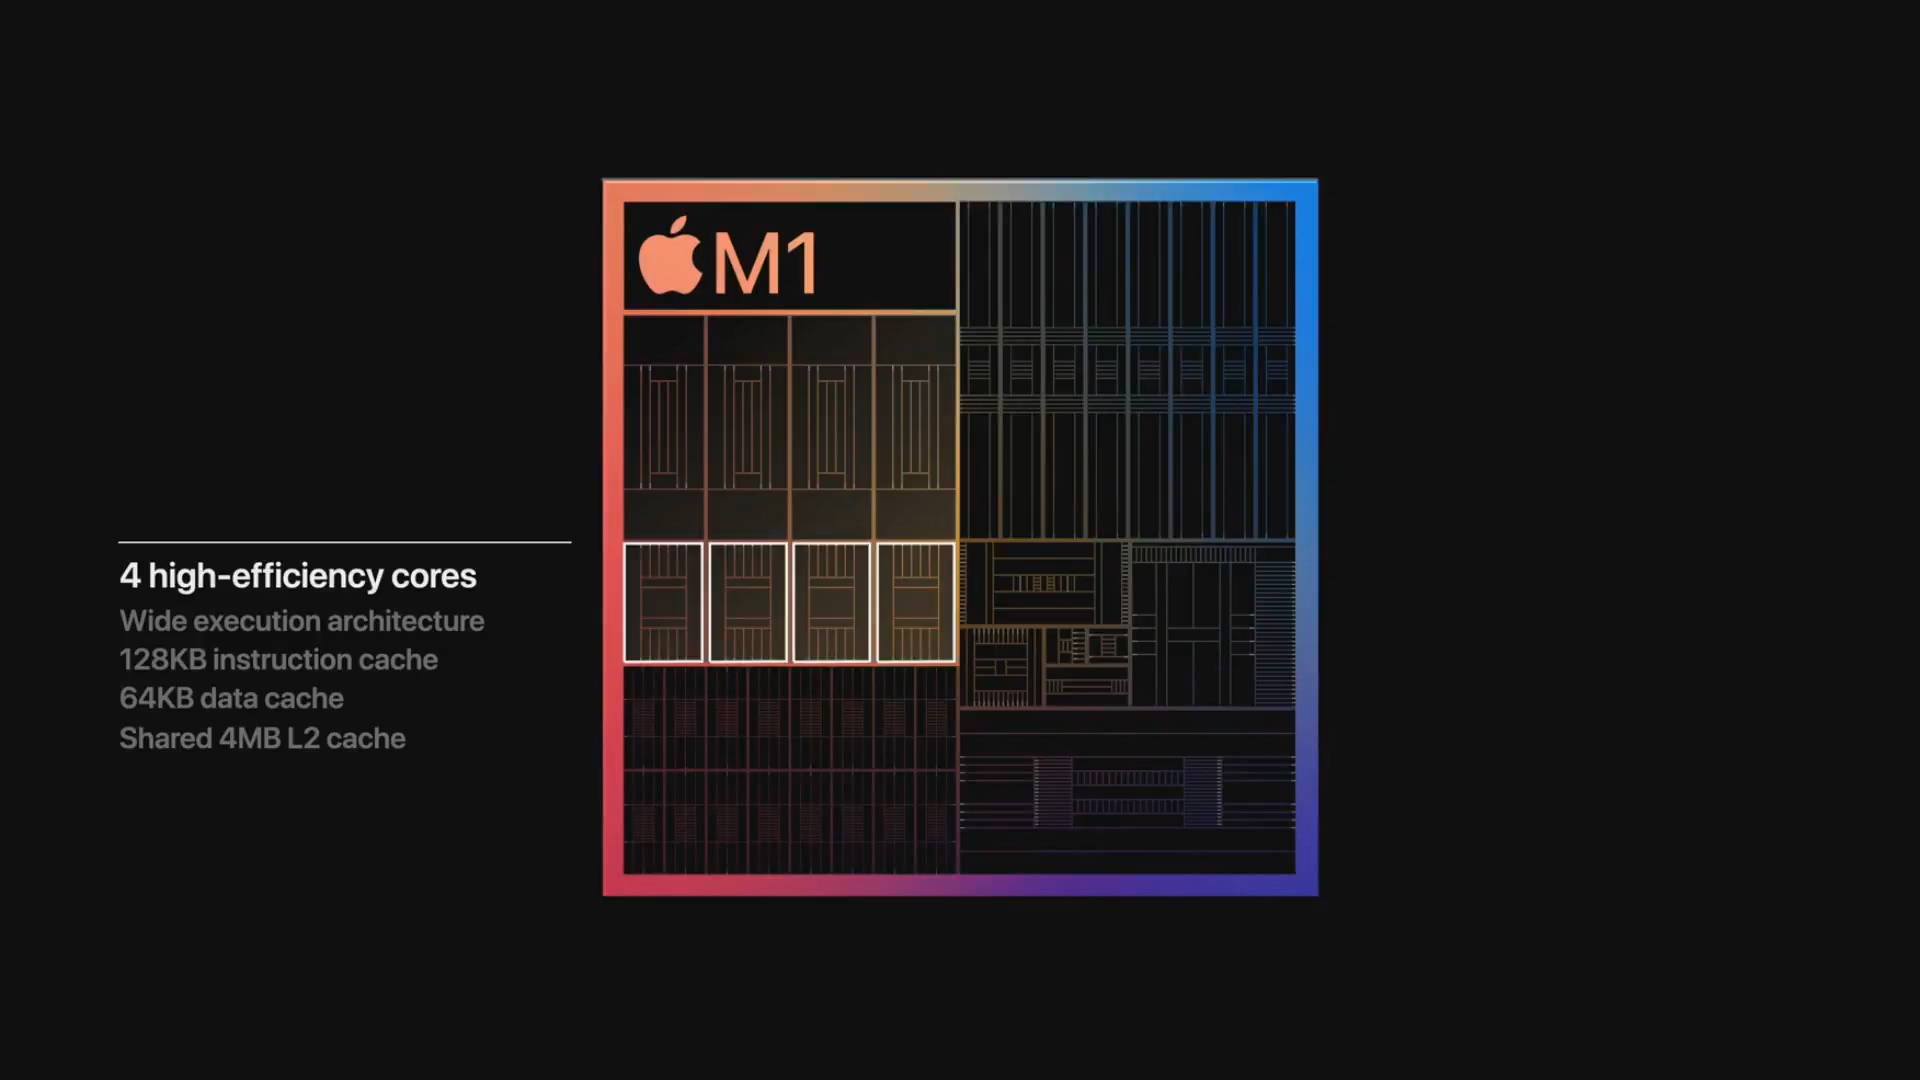 M1
4 high-efficiency cores
Wide execution architecture
128KB instruction cache
64KB data cache
Shared 4MB L2 cache